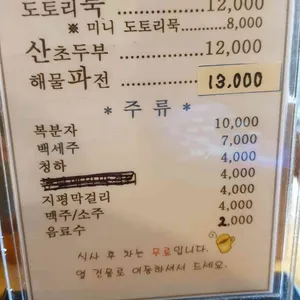 도토리묵........12,000
※ 미니 도토리묵........8,000
산초두부........12,000
해물파전 13.000
* 주 류 *
복분자 10,000
백세주 7,000
청하 4,000
4,000
지평막걸리 4,000
맥주/소주 4,000
음료수 2,000
식사 후 차는 무료입니다.
옆 건물로 이동하셔서 드세요.